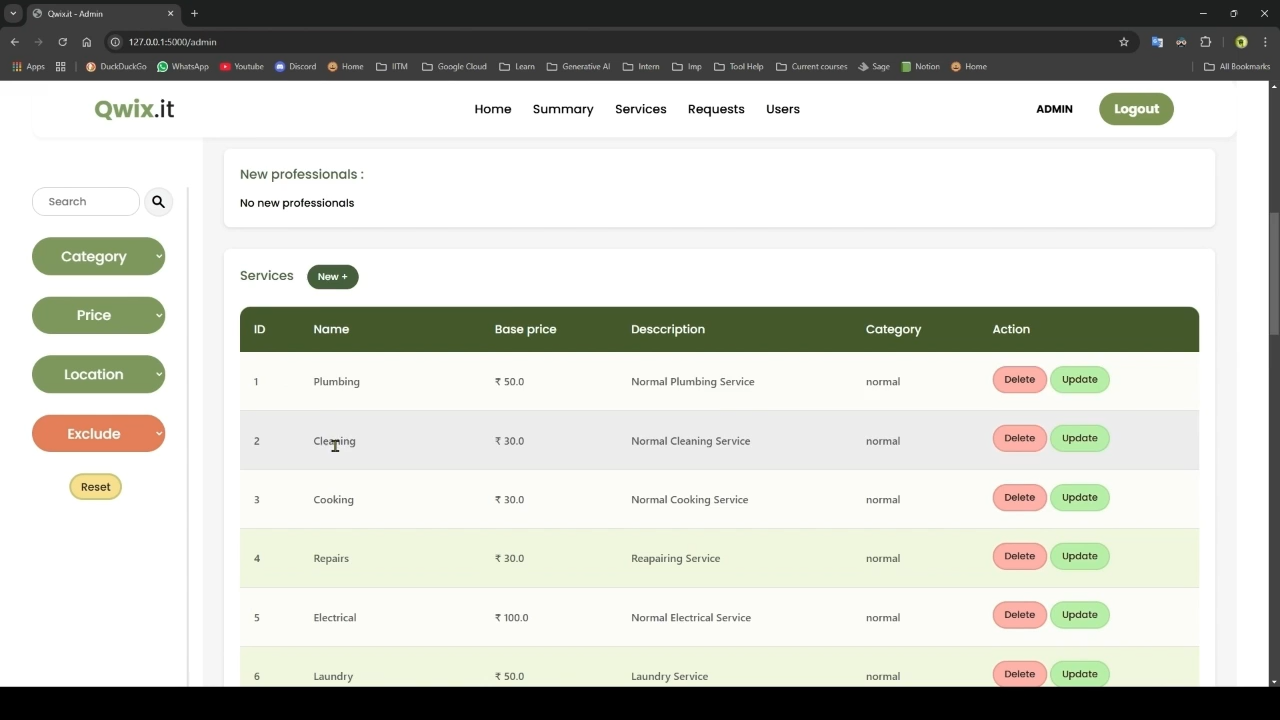 Qwix.it - Admin
127.0.0.1:5000/admin
Apps DuckDuckGo WhatsApp Youtube Discord Home IITM Google Cloud Learn Generative AI Intern Imp Tool Help Current courses Sage Notion Home All Bookmarks
Qwix.it Home Summary Services Requests Users ADMIN Logout
Search
Category
Price
Location
Exclude
Reset
New professionals :
No new professionals
Services New +
ID Name Base price Desccription Category Action
1 Plumbing ₹ 50.0 Normal Plumbing Service normal Delete Update
2 Cleaning ₹ 30.0 Normal Cleaning Service normal Delete Update
3 Cooking ₹ 30.0 Normal Cooking Service normal Delete Update
4 Repairs ₹ 30.0 Reapairing Service normal Delete Update
5 Electrical ₹ 100.0 Normal Electrical Service normal Delete Update
6 Laundry ₹ 50.0 Laundry Service normal Delete Update